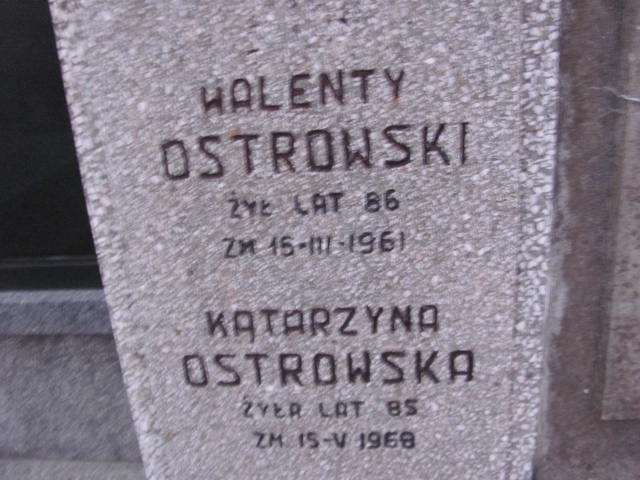 WALENTY
OSTROWSKI
ŻYŁ LAT 86
ZM 15-III-1961
KATARZYNA
OSTROWSKA
ŻYŁA LAT 85
ZM 15-V 1968